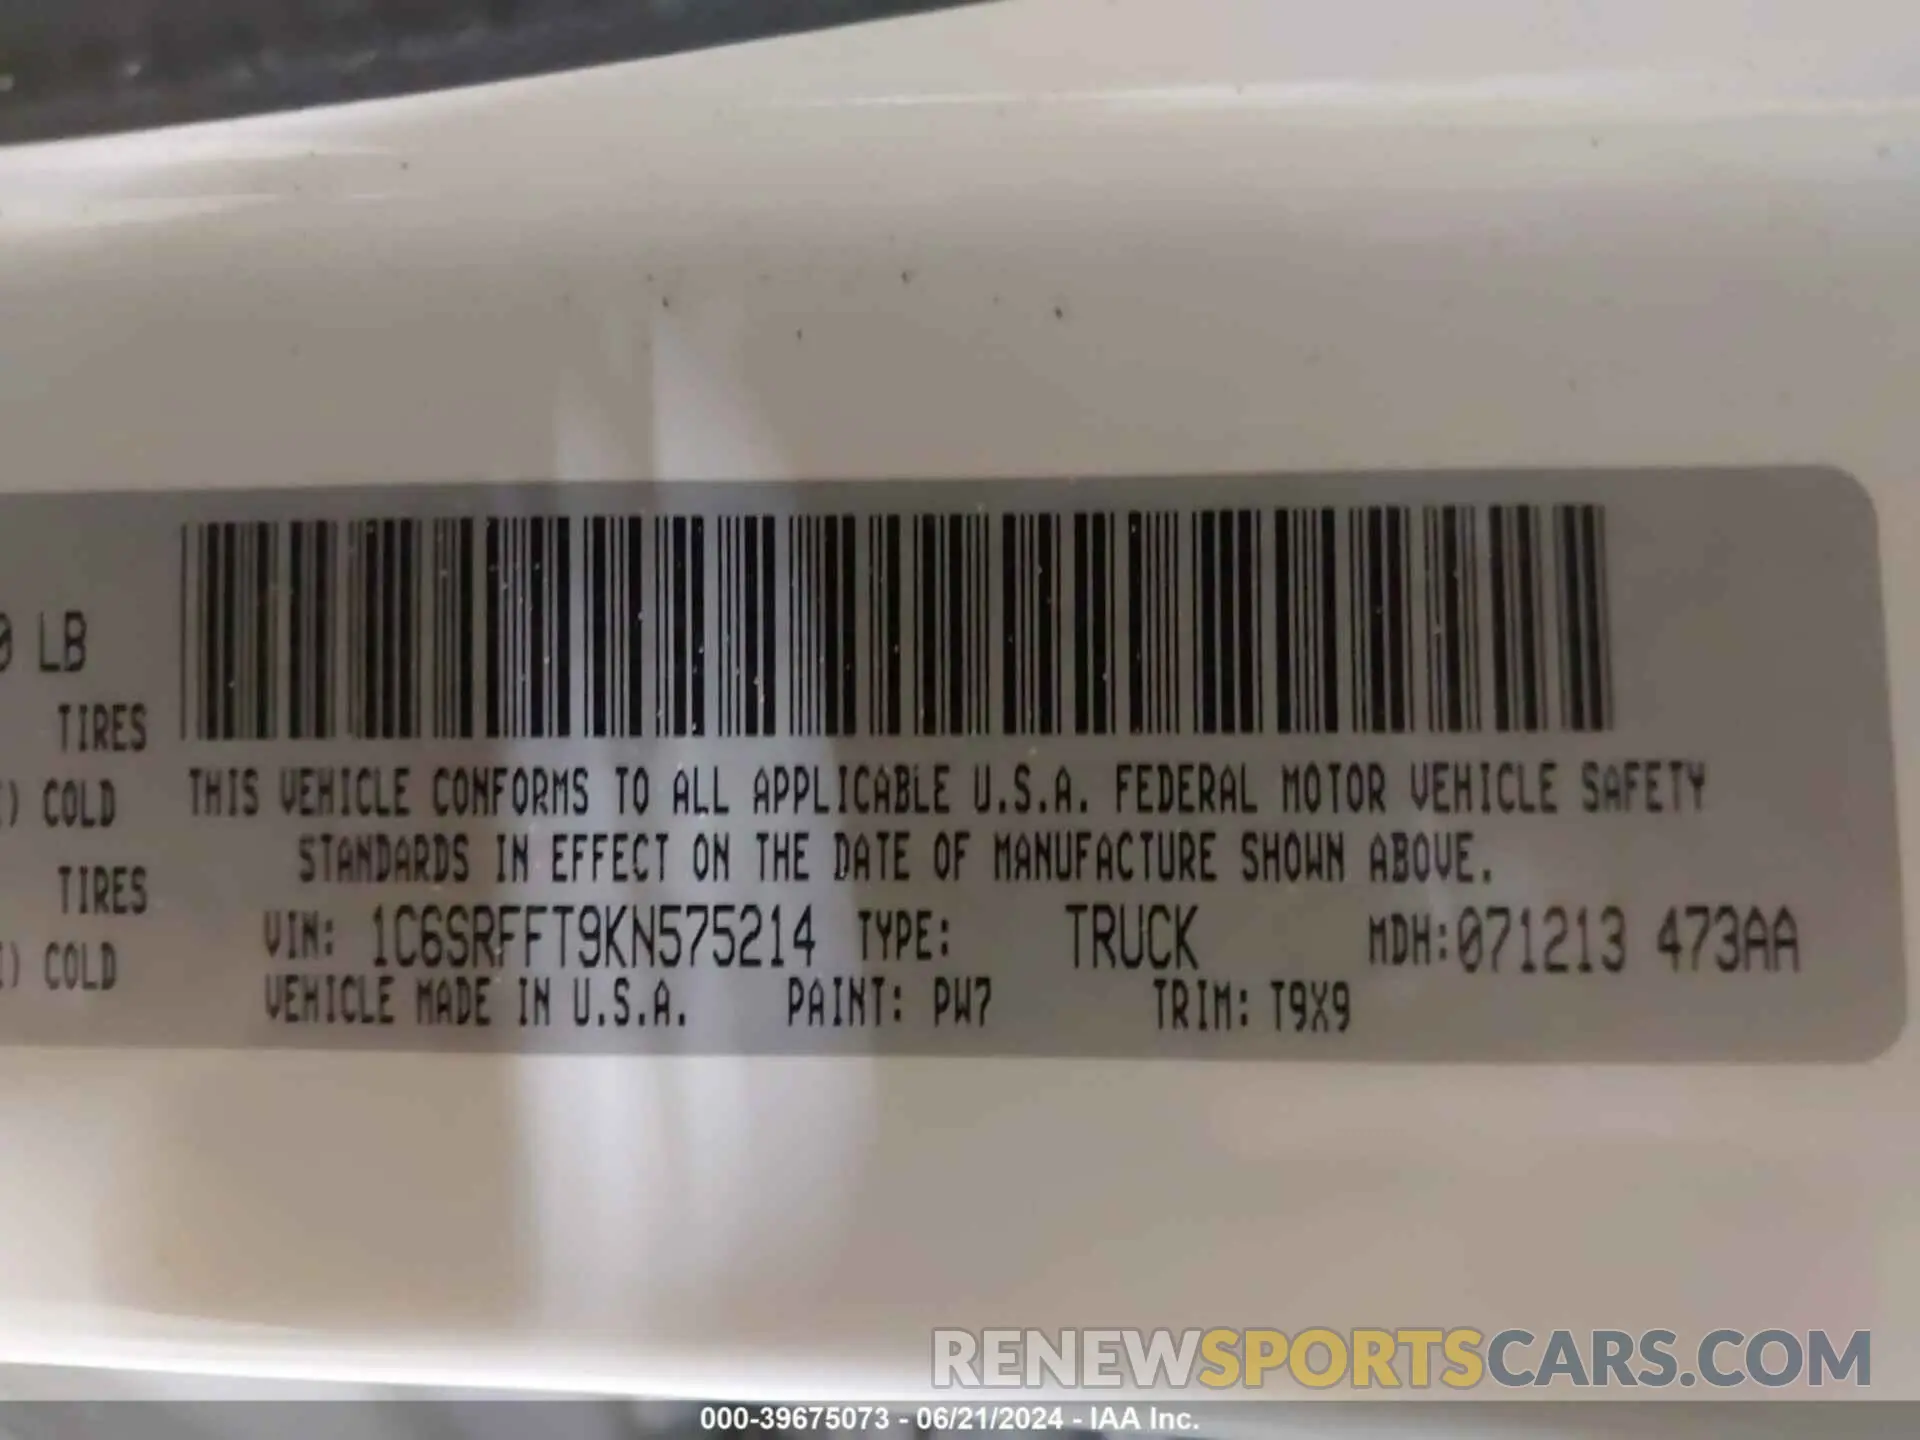 0 LB
TIRES
) COLD
TIRES
) COLD
THIS VEHICLE CONFORMS TO ALL APPLICABLE U.S.A. FEDERAL MOTOR VEHICLE SAFETY
STANDARDS IN EFFECT ON THE DATE OF MANUFACTURE SHOWN ABOVE.
VIN: 1C6SRFFT9KN575214 TYPE: TRUCK MDH:071213 473AA
VEHICLE MADE IN U.S.A. PAINT: PW7 TRIM: T9X9
RENEWSPORTSCARS.COM
000-39675073 - 06/21/2024 - IAA Inc.